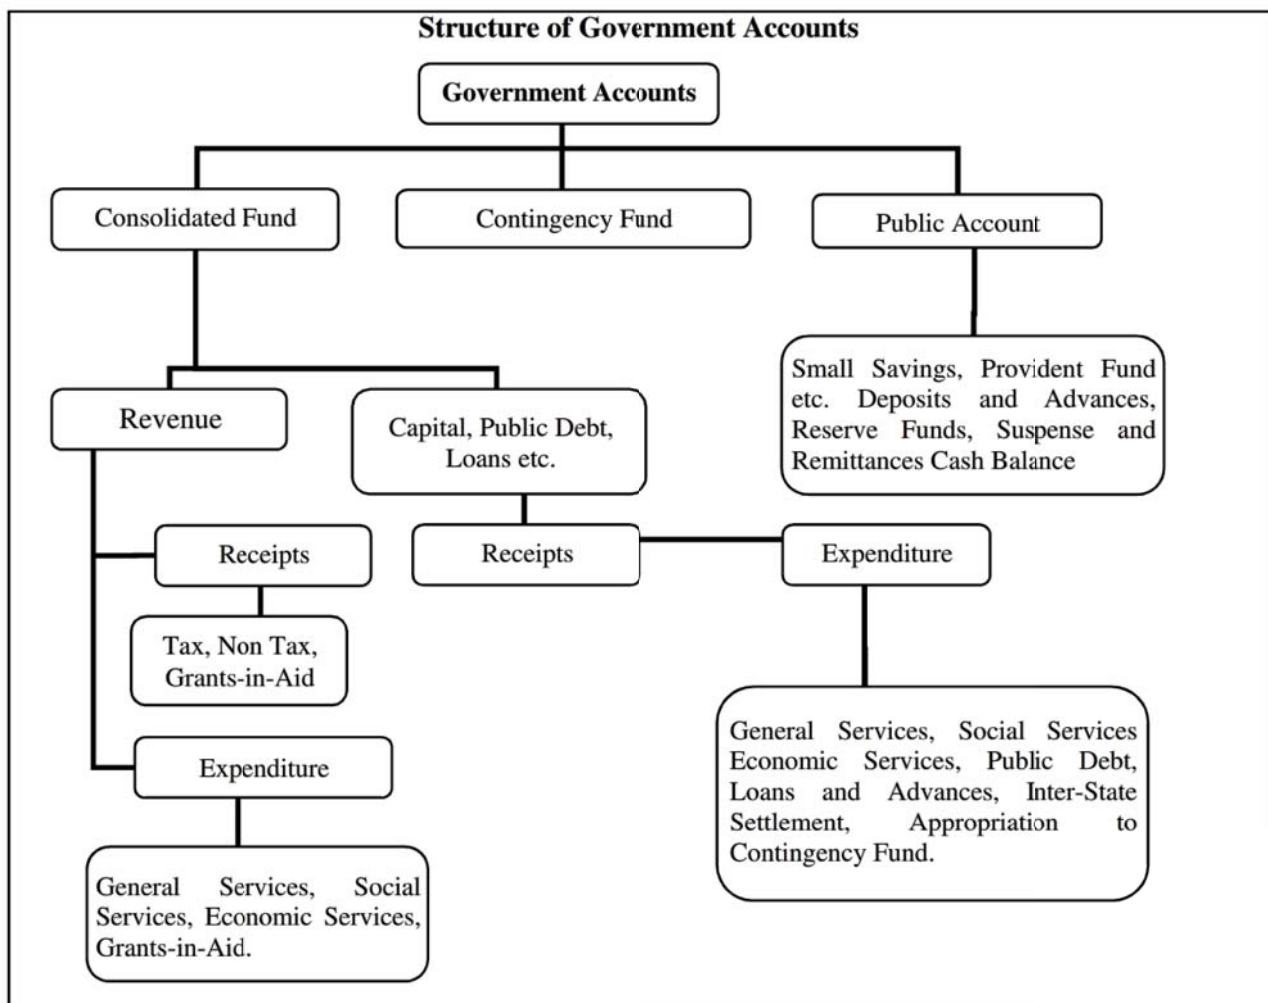 Structure of Government Accounts
Government Accounts
Consolidated Fund
Contingency Fund
Public Account
Small Savings, Provident Fund
etc. Deposits and Advances,
Reserve Funds, Suspense and
Remittances Cash Balance
Revenue
Capital, Public Debt,
Loans etc.
Receipts
Receipts
Expenditure
Tax, Non Tax,
Grants-in-Aid
General Services, Social Services
Economic Services, Public Debt,
Loans and Advances, Inter-State
Settlement, Appropriation to
Contingency Fund.
Expenditure
General Services, Social
Services, Economic Services,
Grants-in-Aid.